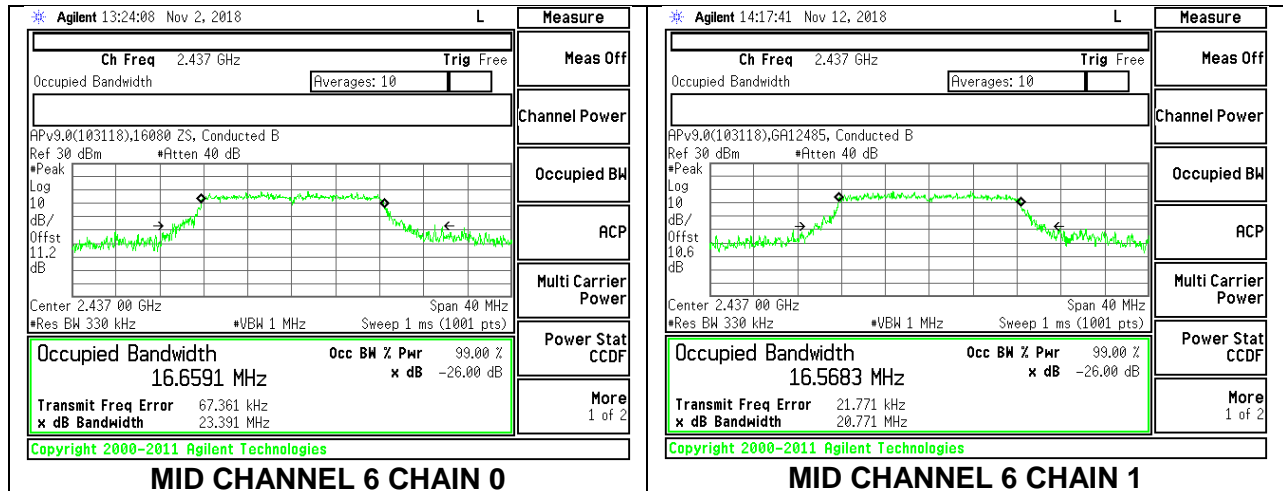 Agilent 13:24:08 Nov 2, 2018 L Measure
Ch Freq 2.437 GHz Trig Free
Meas Off
Occupied Bandwidth Averages: 10
Channel Power
APv9.0(103118),16080 ZS, Conducted B
Ref 30 dBm #Atten 40 dB
#Peak
Log
10
dB/
Offst
11.2
dB
Occupied BW
ACP
Multi Carrier
Power
Center 2.437 00 GHz Span 40 MHz
#Res BW 330 kHz #VBW 1 MHz Sweep 1 ms (1001 pts)
Power Stat
CCDF
Occupied Bandwidth Occ BW % Pwr 99.00 %
16.6591 MHz x dB -26.00 dB
Transmit Freq Error 67.361 kHz
x dB Bandwidth 23.391 MHz
More
1 of 2
Copyright 2000-2011 Agilent Technologies
MID CHANNEL 6 CHAIN 0
Agilent 14:17:41 Nov 12, 2018 L Measure
Ch Freq 2.437 GHz Trig Free
Meas Off
Occupied Bandwidth Averages: 10
Channel Power
APv9.0(103118),GA12485, Conducted B
Ref 30 dBm #Atten 40 dB
#Peak
Log
10
dB/
Offst
10.6
dB
Occupied BW
ACP
Multi Carrier
Power
Center 2.437 00 GHz Span 40 MHz
#Res BW 330 kHz #VBW 1 MHz Sweep 1 ms (1001 pts)
Power Stat
CCDF
Occupied Bandwidth Occ BW % Pwr 99.00 %
16.5683 MHz x dB -26.00 dB
Transmit Freq Error 21.771 kHz
x dB Bandwidth 20.771 MHz
More
1 of 2
Copyright 2000-2011 Agilent Technologies
MID CHANNEL 6 CHAIN 1